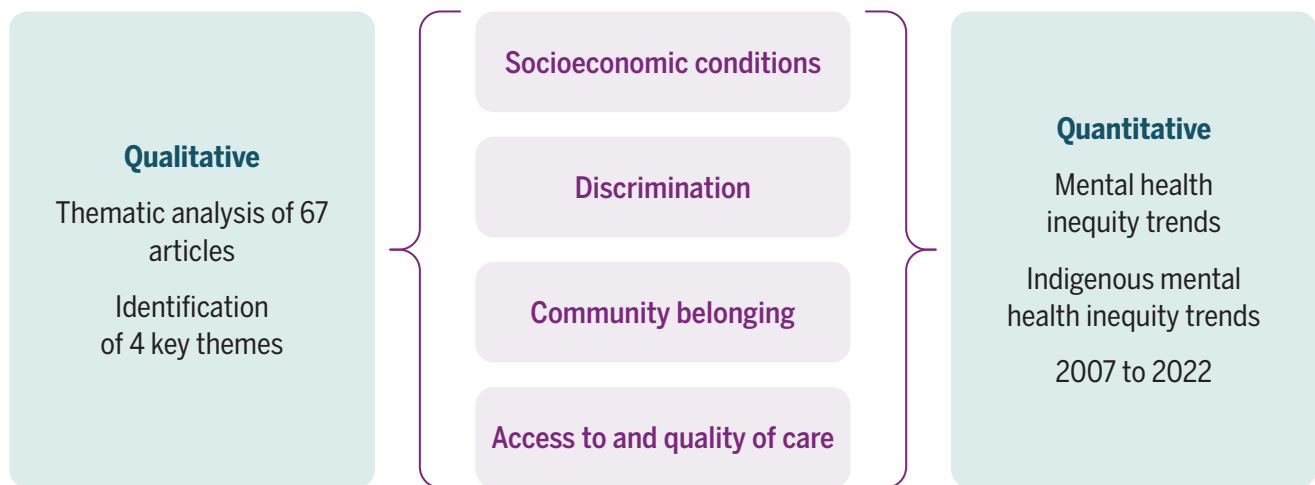 Qualitative
Thematic analysis of 67
articles
Identification
of 4 key themes
Socioeconomic conditions
Discrimination
Community belonging
Access to and quality of care
Quantitative
Mental health
inequity trends
Indigenous mental
health inequity trends
2007 to 2022